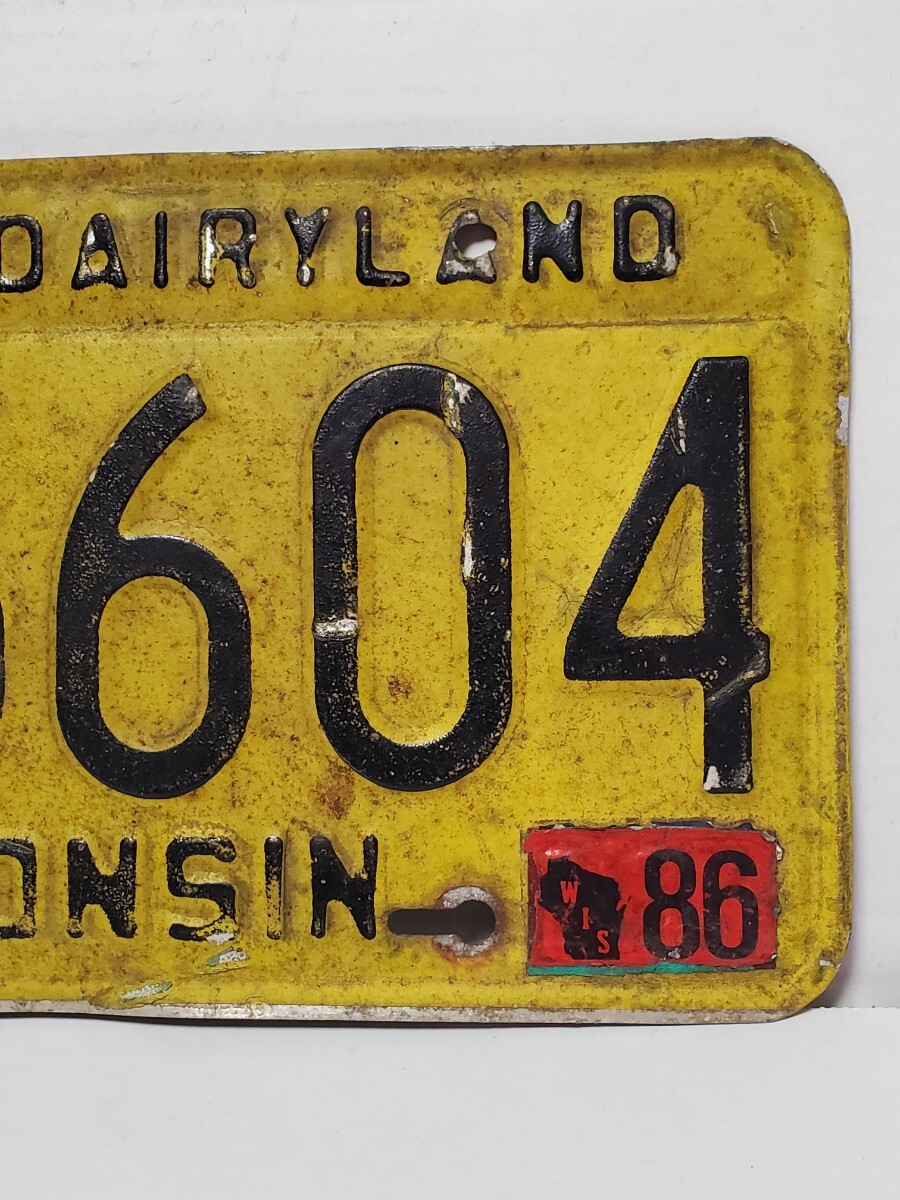 DAIRYLAND
604
ONSIN
WIS 86